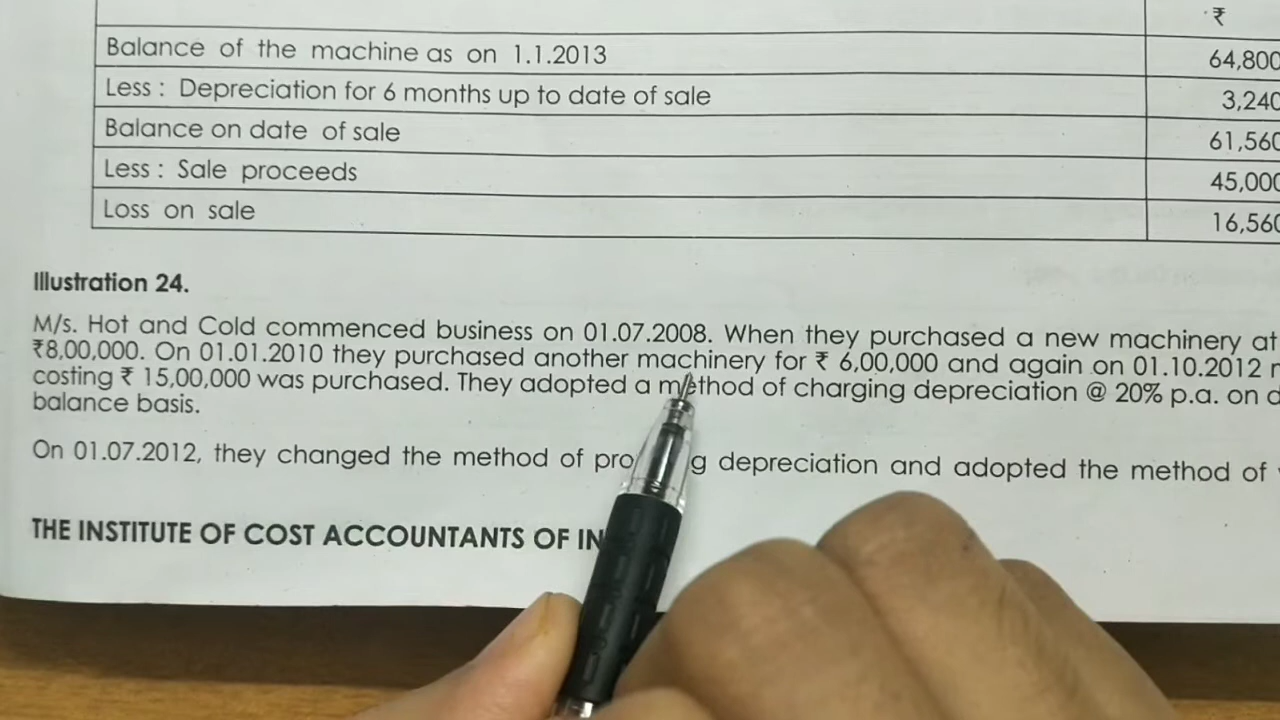 ₹
Balance of the machine as on 1.1.2013 64,800
Less : Depreciation for 6 months up to date of sale 3,240
Balance on date of sale 61,560
Less : Sale proceeds 45,000
Loss on sale 16,560
Illustration 24.
M/s. Hot and Cold commenced business on 01.07.2008. When they purchased a new machinery at
₹8,00,000. On 01.01.2010 they purchased another machinery for ₹ 6,00,000 and again on 01.10.2012
costing ₹ 15,00,000 was purchased. They adopted a method of charging depreciation @ 20% p.a. on
balance basis.
On 01.07.2012, they changed the method of depreciation and adopted the method of
THE INSTITUTE OF COST ACCOUNTANTS OF